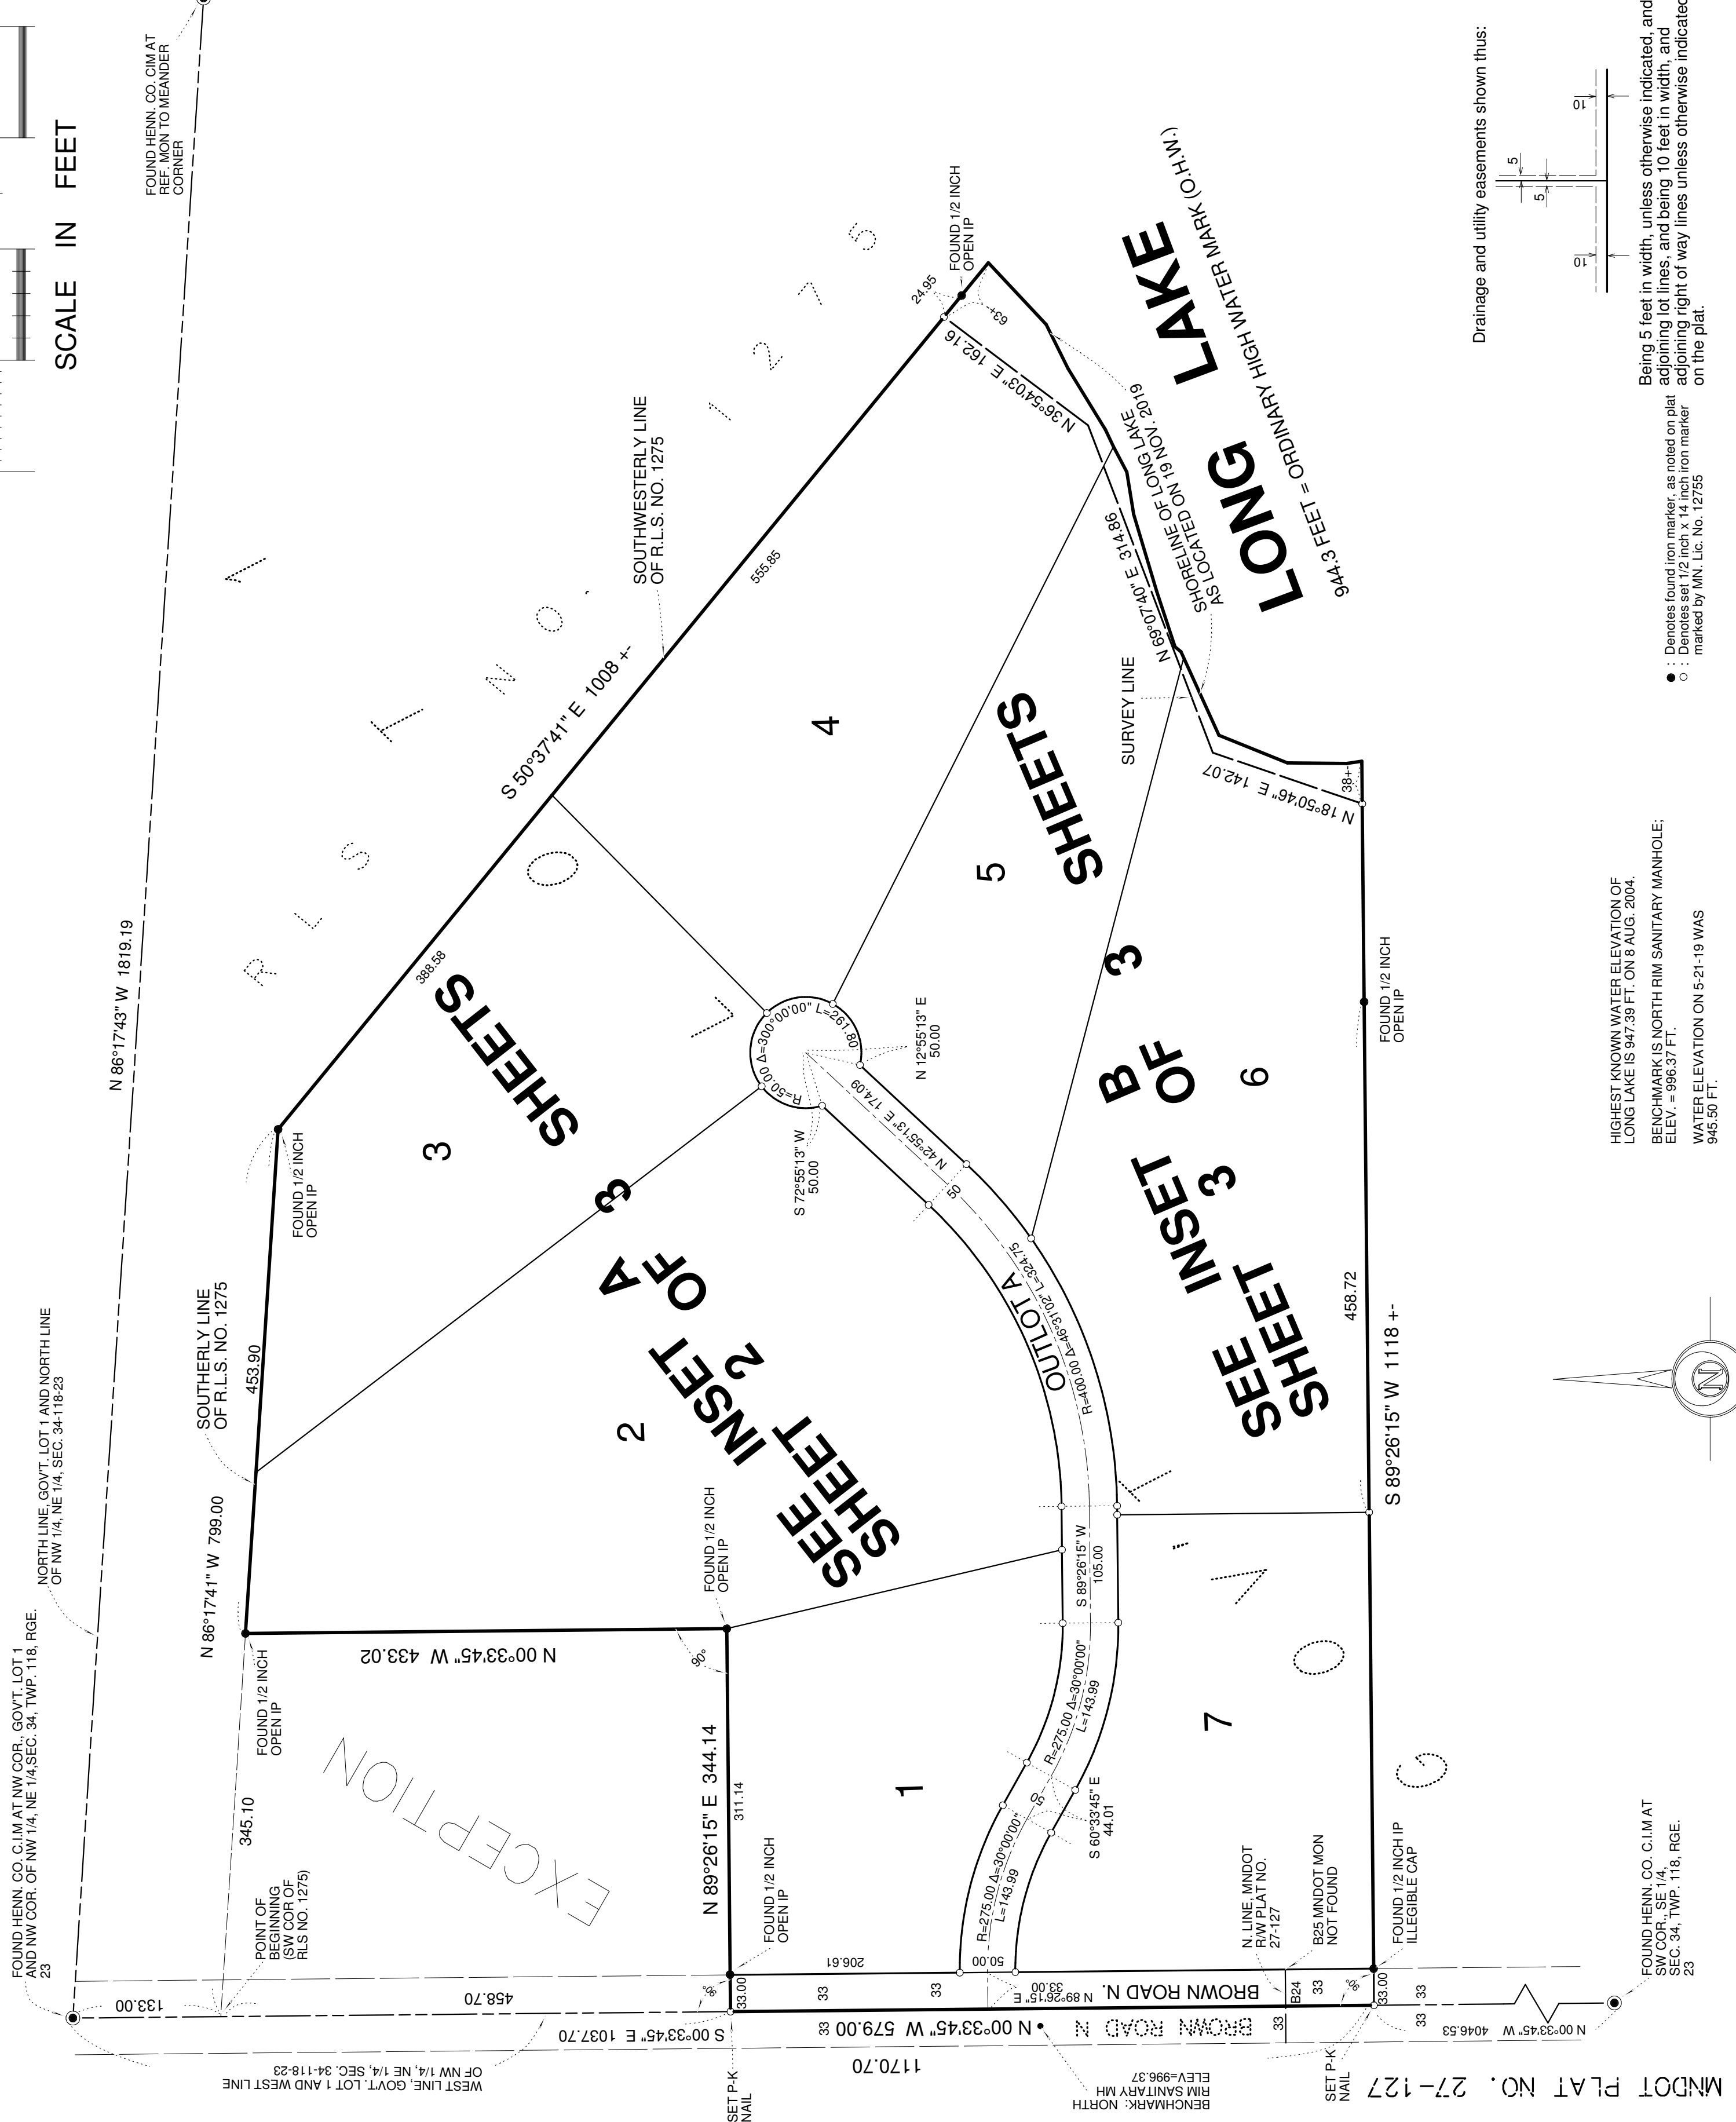 SCALE IN FEET
FOUND HENN. CO. CIM AT
REF. MON TO MEANDER
CORNER
FOUND HENN. CO. C.I.M AT NW COR., GOV'T. LOT 1
AND NW COR. OF NW 1/4, NE 1/4,SEC. 34, TWP. 118, RGE.
23
NORTH LINE, GOV'T. LOT 1 AND NORTH LINE
OF NW 1/4, NE 1/4, SEC. 34-118-23
N 86°17'43" W 1819.19
133.00
POINT OF
BEGINNING
(SW COR OF
RLS NO. 1275)
345.10
N 86°17'41" W 799.00
SOUTHERLY LINE
OF R.L.S. NO. 1275
453.90
FOUND 1/2 INCH
OPEN IP
FOUND 1/2 INCH
OPEN IP
R L S N O . 1 2 7 5
388.58
S 50°37'41" E 1008 +-
SOUTHWESTERLY LINE
OF R.L.S. NO. 1275
555.85
24.95
FOUND 1/2 INCH
OPEN IP
63+-
N 36°54'03" E 162.16
N 69°07'40" E 314.86
N 18°50'46" E 142.07
38+-
SURVEY LINE
SHORELINE OF LONG LAKE
AS LOCATED ON 19 NOV. 2019
LONG LAKE
944.3 FEET = ORDINARY HIGH WATER MARK (O.H.W.)
G O V ' T L O T 1
EXCEPTION
N 00°33'45" W 433.02
90°
FOUND 1/2 INCH
OPEN IP
N 89°26'15" E 344.14
311.14
FOUND 1/2 INCH
OPEN IP
458.70
S 00°33'45" E 1037.70
WEST LINE, GOVT. LOT 1 AND WEST LINE
OF NW 1/4, NE 1/4, SEC. 34-118-23
SET P-K
NAIL
90°
33.00
206.61
33
33
33
1
2
3
4
5
6
7
SEE INSET A
SHEET 2 OF 3 SHEETS
SEE INSET B
SHEET 3 OF 3 SHEETS
R=50.00 Δ=300°00'00" L=261.80
S 72°55'13" W
50.00
N 12°55'13" E
50.00
N 42°55'13" E 174.09
50
OUTLOT A
R=400.00 Δ=46°31'02" L=324.75
S 89°26'15" W
105.00
R=275.00 Δ=30°00'00"
L=143.99
50
S 60°33'45" E
44.01
R=275.00 Δ=30°00'00"
L=143.99
50.00
33.00
N 89°26'15" E
BROWN ROAD N.
N 00°33'45" W 579.00
BROWN ROAD N
1170.70
BENCHMARK: NORTH
RIM SANITARY MH
ELEV=996.37
N. LINE, MNDOT
R/W PLAT NO.
27-127
B24
33
33
B25 MNDOT MON
NOT FOUND
FOUND 1/2 INCH IP
ILLEGIBLE CAP
90°
33.00
33
33
SET P-K
NAIL
N 00°33'45" W 4046.53
MNDOT PLAT NO. 27-127
FOUND HENN. CO. C.I.M AT
SW COR., SE 1/4,
SEC. 34, TWP. 118, RGE.
23
458.72
S 89°26'15" W 1118 +-
FOUND 1/2 INCH
OPEN IP
N
HIGHEST KNOWN WATER ELEVATION OF
LONG LAKE IS 947.39 FT. ON 8 AUG. 2004.
BENCHMARK IS NORTH RIM SANITARY MANHOLE;
ELEV. = 996.37 FT.
WATER ELEVATION ON 5-21-19 WAS
945.50 FT.
● : Denotes found iron marker, as noted on plat
○ : Denotes set 1/2 inch x 14 inch iron marker
marked by MN. Lic. No. 12755
Drainage and utility easements shown thus:
5
5
10
10
Being 5 feet in width, unless otherwise indicated, and
adjoining lot lines, and being 10 feet in width, and
adjoining right of way lines unless otherwise indicated
on the plat.